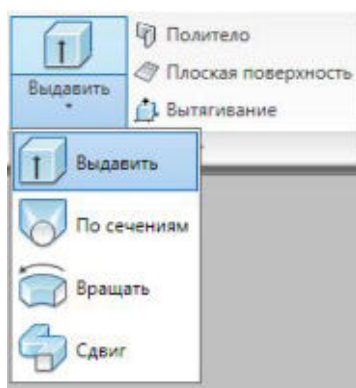 Выдавить
Политело
Плоская поверхность
Вытягивание
Выдавить
По сечениям
Вращать
Сдвиг